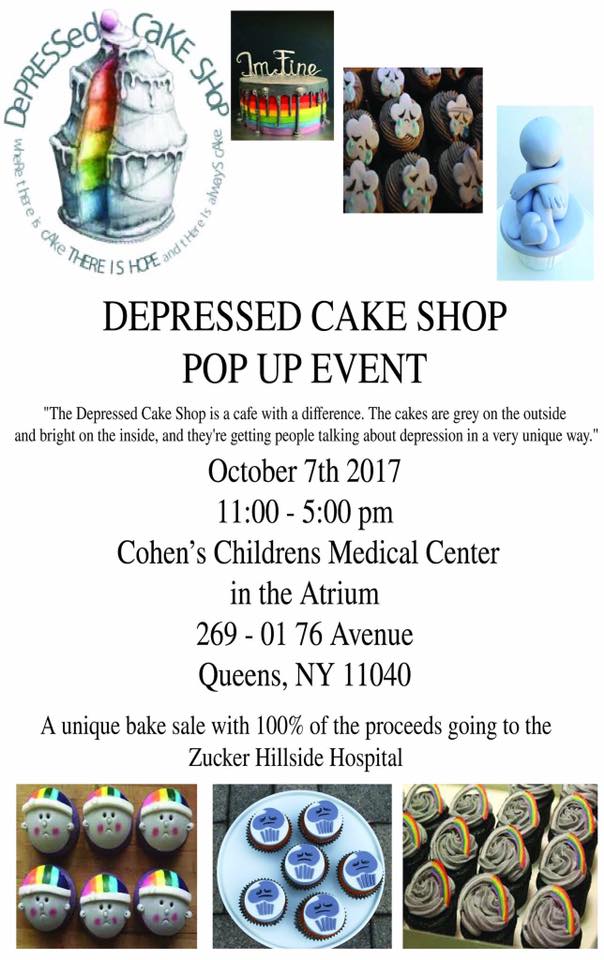 DePRESSed CaKe SHop
wHeRe tHere is cAke THERE IS HOPE and tHere Is alwayS cAke
Im Fine
DEPRESSED CAKE SHOP
POP UP EVENT
"The Depressed Cake Shop is a cafe with a difference. The cakes are grey on the outside
and bright on the inside, and they're getting people talking about depression in a very unique way."
October 7th 2017
11:00 - 5:00 pm
Cohen's Childrens Medical Center
in the Atrium
269 - 01 76 Avenue
Queens, NY 11040
A unique bake sale with 100% of the proceeds going to the
Zucker Hillside Hospital